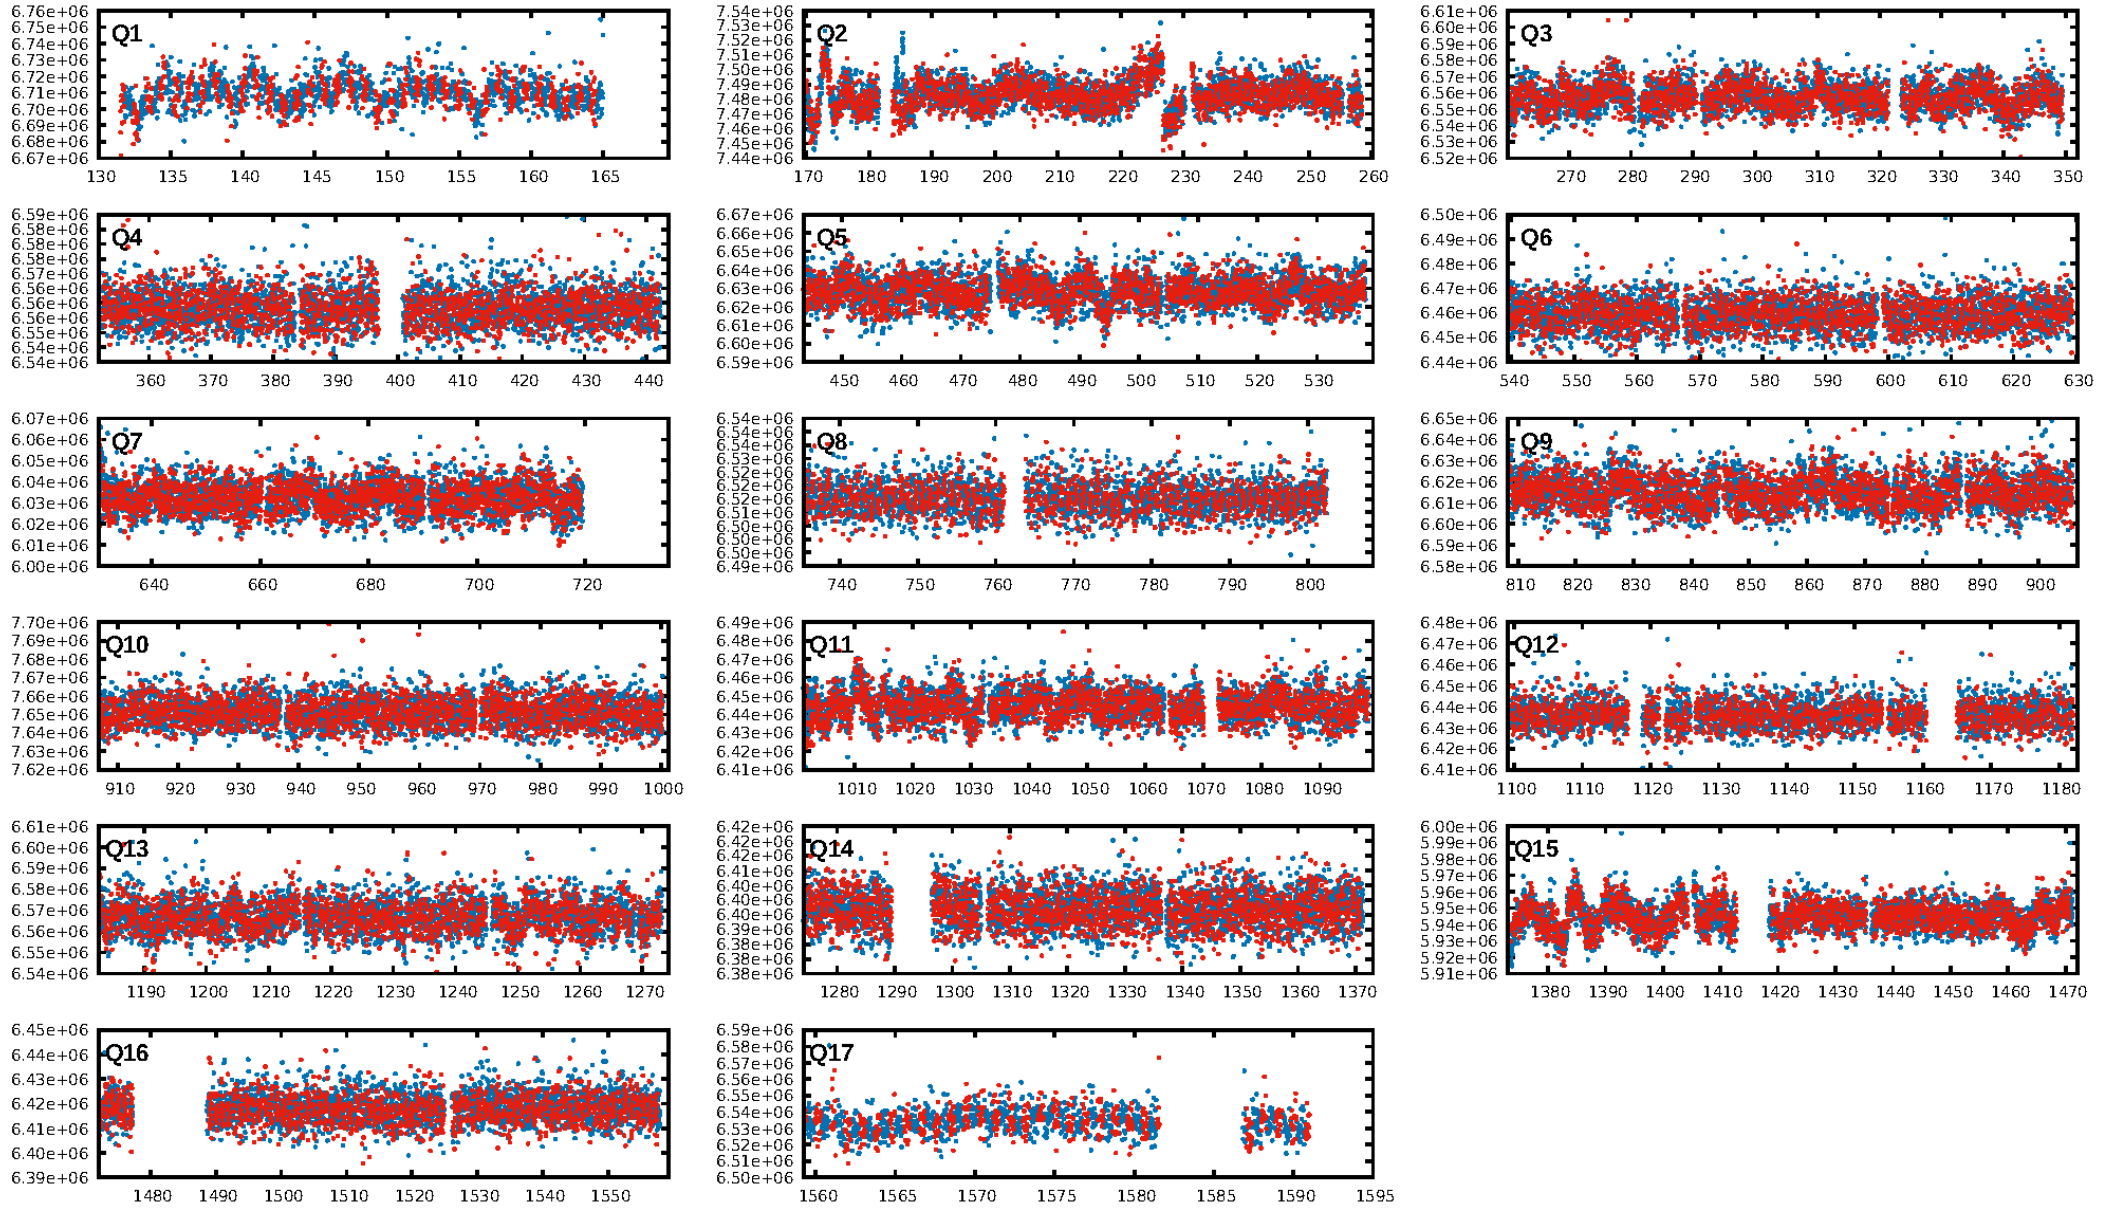 6.76e+06
6.75e+06
6.74e+06
6.73e+06
6.72e+06
6.71e+06
6.70e+06
6.69e+06
6.68e+06
6.67e+06
Q1
130 135 140 145 150 155 160 165
7.54e+06
7.53e+06
7.52e+06
7.51e+06
7.50e+06
7.49e+06
7.48e+06
7.47e+06
7.46e+06
7.45e+06
7.44e+06
Q2
170 180 190 200 210 220 230 240 250 260
6.61e+06
6.60e+06
6.59e+06
6.58e+06
6.57e+06
6.56e+06
6.55e+06
6.54e+06
6.53e+06
6.52e+06
Q3
270 280 290 300 310 320 330 340 350
6.59e+06
6.58e+06
6.58e+06
6.58e+06
6.57e+06
6.56e+06
6.56e+06
6.56e+06
6.55e+06
6.54e+06
6.54e+06
Q4
360 370 380 390 400 410 420 430 440
6.67e+06
6.66e+06
6.65e+06
6.64e+06
6.63e+06
6.62e+06
6.61e+06
6.60e+06
6.59e+06
Q5
450 460 470 480 490 500 510 520 530
6.50e+06
6.49e+06
6.48e+06
6.47e+06
6.46e+06
6.45e+06
6.44e+06
Q6
540 550 560 570 580 590 600 610 620 630
6.07e+06
6.06e+06
6.05e+06
6.04e+06
6.03e+06
6.02e+06
6.01e+06
6.00e+06
Q7
640 660 680 700 720
6.54e+06
6.54e+06
6.54e+06
6.53e+06
6.52e+06
6.52e+06
6.52e+06
6.51e+06
6.50e+06
6.50e+06
6.50e+06
6.49e+06
Q8
740 750 760 770 780 790 800
6.65e+06
6.64e+06
6.63e+06
6.62e+06
6.61e+06
6.60e+06
6.59e+06
6.58e+06
Q9
810 820 830 840 850 860 870 880 890 900
7.70e+06
7.69e+06
7.68e+06
7.67e+06
7.66e+06
7.65e+06
7.64e+06
7.63e+06
7.62e+06
Q10
910 920 930 940 950 960 970 980 990 1000
6.49e+06
6.48e+06
6.47e+06
6.46e+06
6.45e+06
6.44e+06
6.43e+06
6.42e+06
6.41e+06
Q11
1010 1020 1030 1040 1050 1060 1070 1080 1090
6.48e+06
6.47e+06
6.46e+06
6.45e+06
6.44e+06
6.43e+06
6.42e+06
6.41e+06
Q12
1100 1110 1120 1130 1140 1150 1160 1170 1180
6.61e+06
6.60e+06
6.59e+06
6.58e+06
6.57e+06
6.56e+06
6.55e+06
6.54e+06
Q13
1190 1200 1210 1220 1230 1240 1250 1260 1270
6.42e+06
6.42e+06
6.42e+06
6.41e+06
6.40e+06
6.40e+06
6.40e+06
6.39e+06
6.38e+06
6.38e+06
6.38e+06
Q14
1280 1290 1300 1310 1320 1330 1340 1350 1360 1370
6.00e+06
5.99e+06
5.98e+06
5.97e+06
5.96e+06
5.95e+06
5.94e+06
5.93e+06
5.92e+06
5.91e+06
Q15
1380 1390 1400 1410 1420 1430 1440 1450 1460 1470
6.45e+06
6.44e+06
6.43e+06
6.42e+06
6.41e+06
6.40e+06
6.39e+06
Q16
1480 1490 1500 1510 1520 1530 1540 1550
6.59e+06
6.58e+06
6.57e+06
6.56e+06
6.55e+06
6.54e+06
6.53e+06
6.52e+06
6.51e+06
6.50e+06
Q17
1560 1565 1570 1575 1580 1585 1590 1595